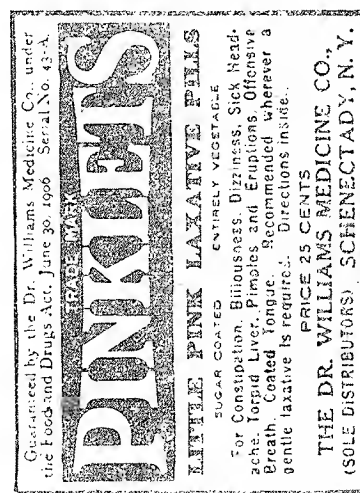 Guaranteed by the Dr. Williams Medicine Co., under
the Food and Drugs Act, June 30, 1906 Serial No. 43-A.
TRADE MARK
PINKLETS
LITTLE PINK LAXATIVE PILLS
SUGAR COATED ENTIRELY VEGETABLE
For Constipation, Biliousness, Dizziness, Sick Head-
ache, Torpid Liver, Pimples and Eruptions, Offensive
Breath, Coated Tongue. Recommended wherever a
gentle laxative is required. Directions inside.
PRICE 25 CENTS
THE DR. WILLIAMS MEDICINE CO.,
(SOLE DISTRIBUTORS) SCHENECTADY, N. Y.